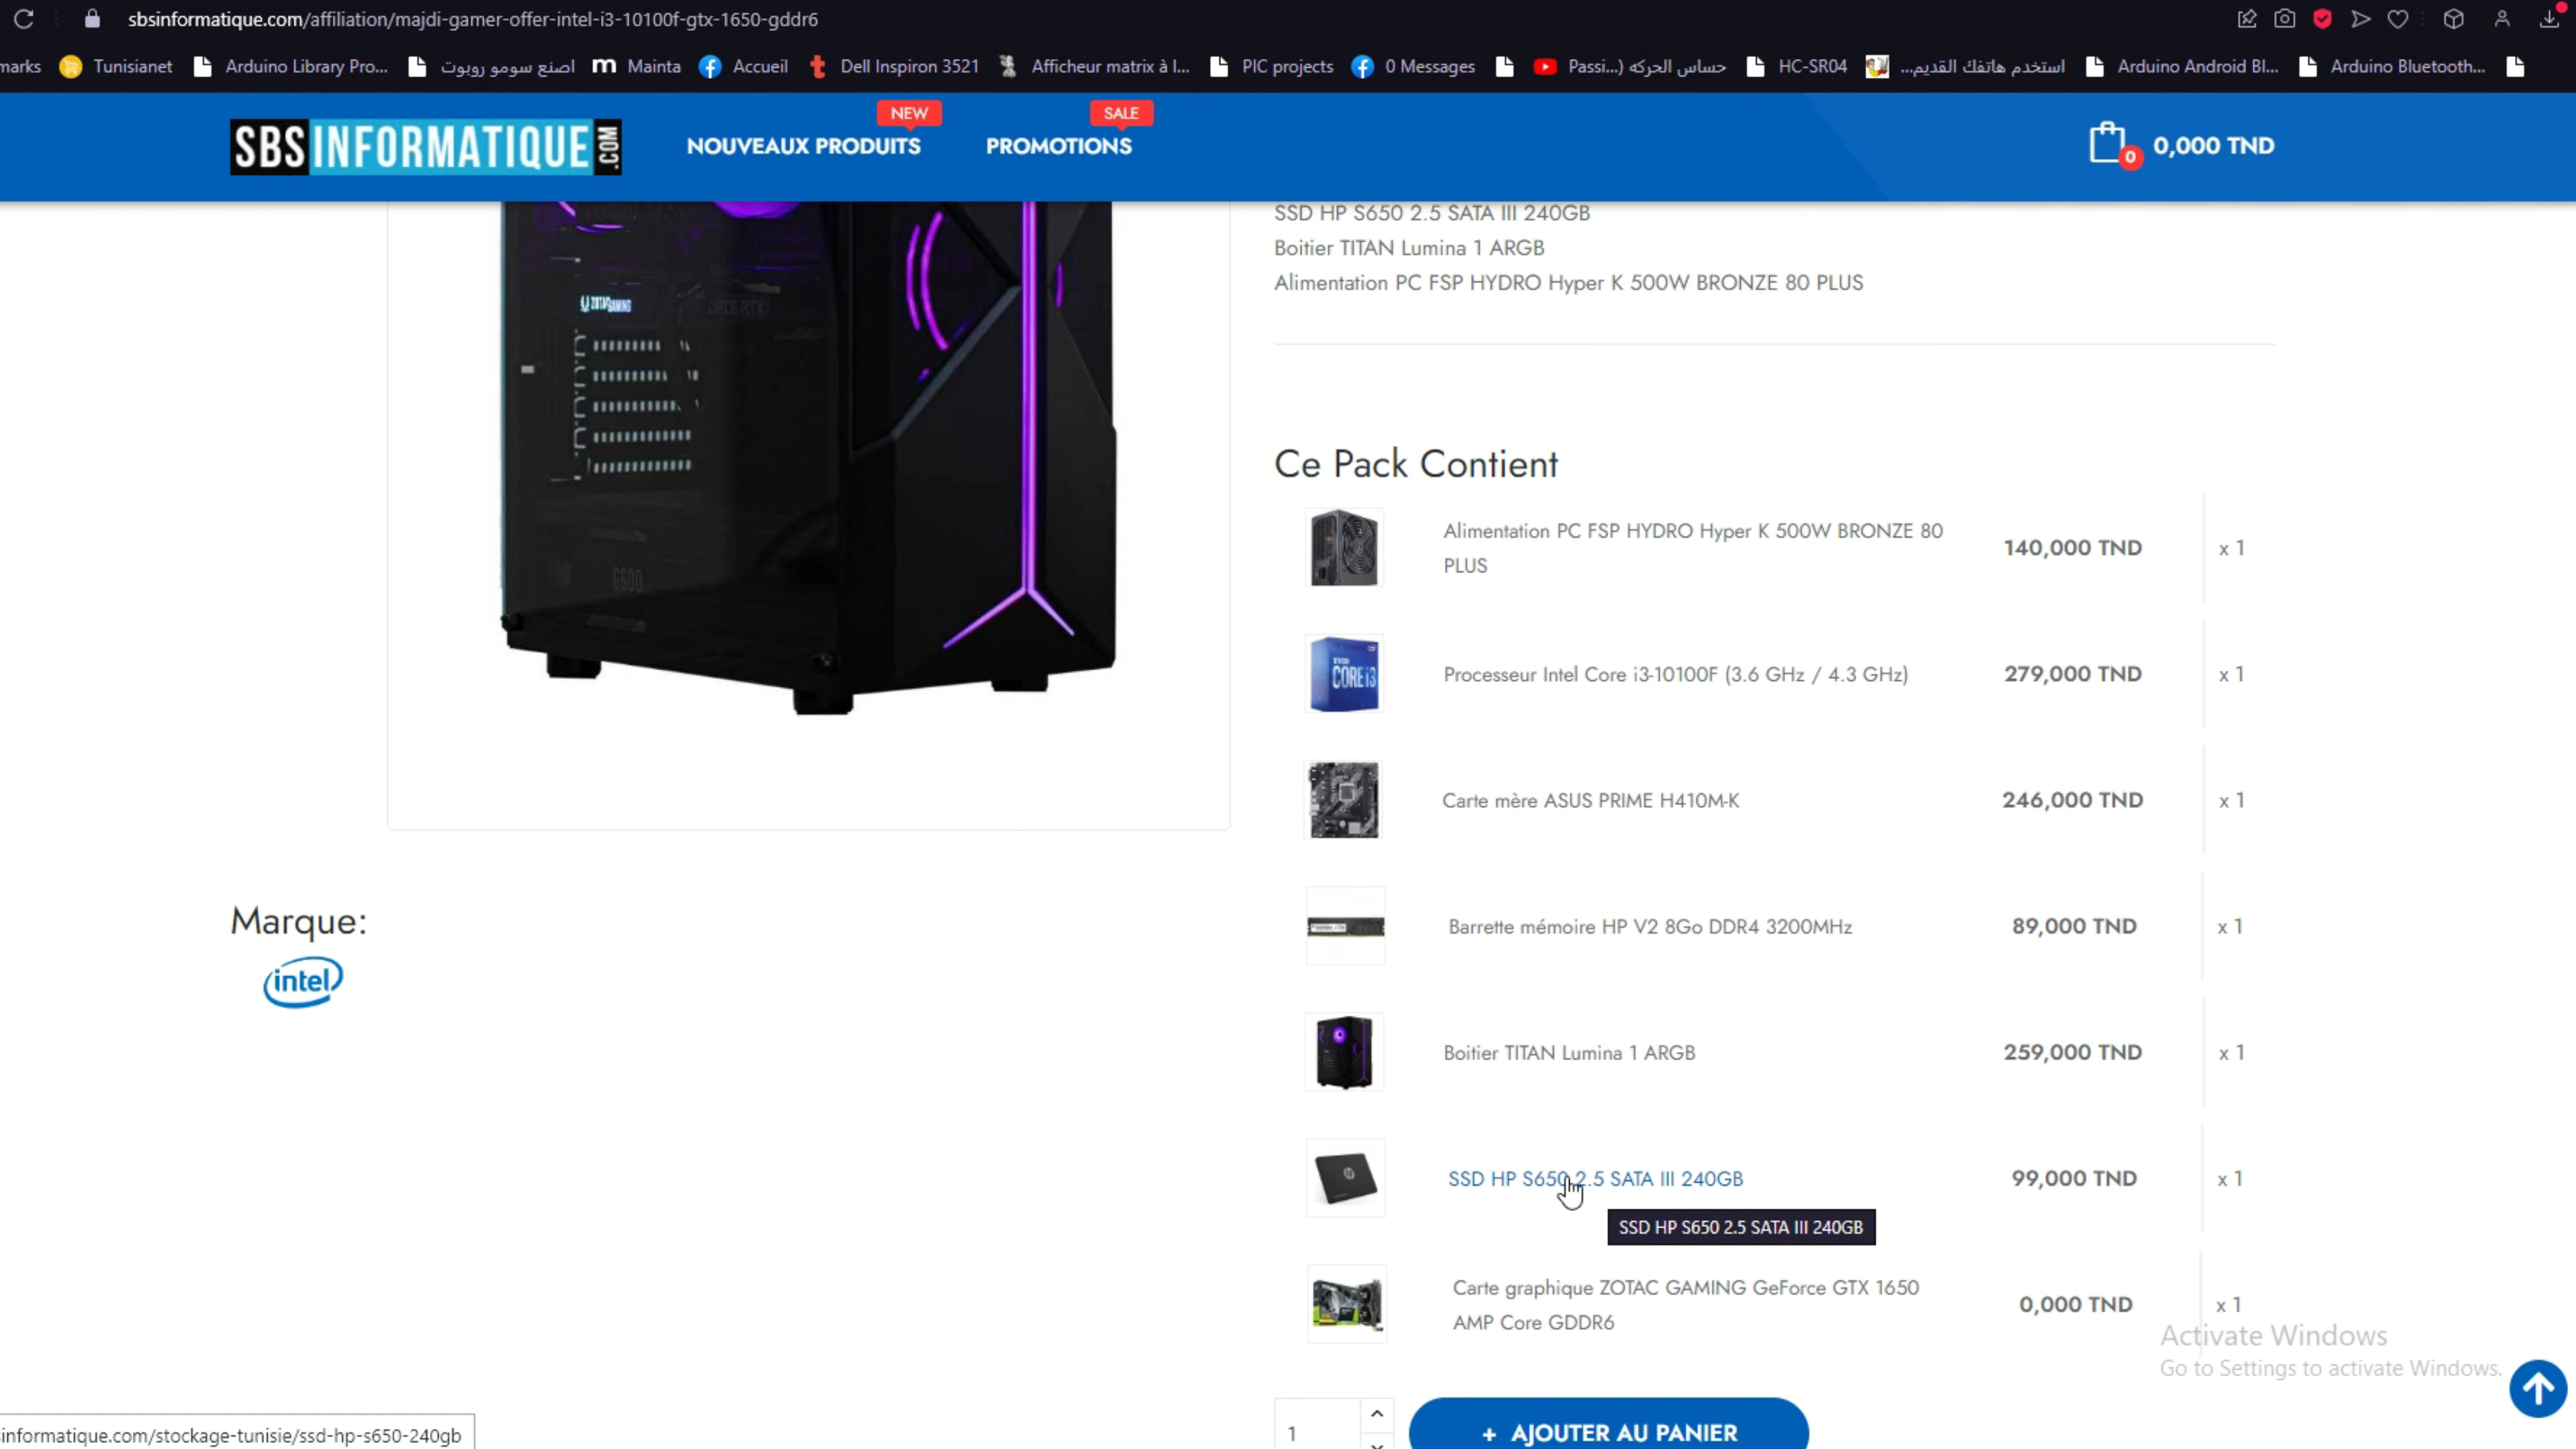 sbsinformatique.com/affiliation/majdi-gamer-offer-intel-i3-10100f-gtx-1650-gddr6
marks Tunisianet Arduino Library Pro... اصنع سومو روبوت m Mainta Accueil Dell Inspiron 3521 Afficheur matrix à l... PIC projects 0 Messages حساس الحركه (...Passi HC-SR04 استخدم هاتفك القديم... Arduino Android Bl... Arduino Bluetooth...
NEW SALE
SBSINFORMATIQUE.COM NOUVEAUX PRODUITS PROMOTIONS 0 0,000 TND
SSD HP S650 2.5 SATA III 240GB
Boitier TITAN Lumina 1 ARGB
Alimentation PC FSP HYDRO Hyper K 500W BRONZE 80 PLUS
ZOTAC GAMING
Ce Pack Contient
Alimentation PC FSP HYDRO Hyper K 500W BRONZE 80
PLUS
140,000 TND x 1
CORE i3
Processeur Intel Core i3-10100F (3.6 GHz / 4.3 GHz) 279,000 TND x 1
Carte mère ASUS PRIME H410M-K 246,000 TND x 1
Barrette mémoire HP V2 8Go DDR4 3200MHz 89,000 TND x 1
Marque:
intel
Boitier TITAN Lumina 1 ARGB 259,000 TND x 1
SSD HP S650 2.5 SATA III 240GB 99,000 TND x 1
SSD HP S650 2.5 SATA III 240GB
Carte graphique ZOTAC GAMING GeForce GTX 1650
AMP Core GDDR6
0,000 TND x 1
Activate Windows
Go to Settings to activate Windows.
1 + AJOUTER AU PANIER
informatique.com/stockage-tunisie/ssd-hp-s650-240gb